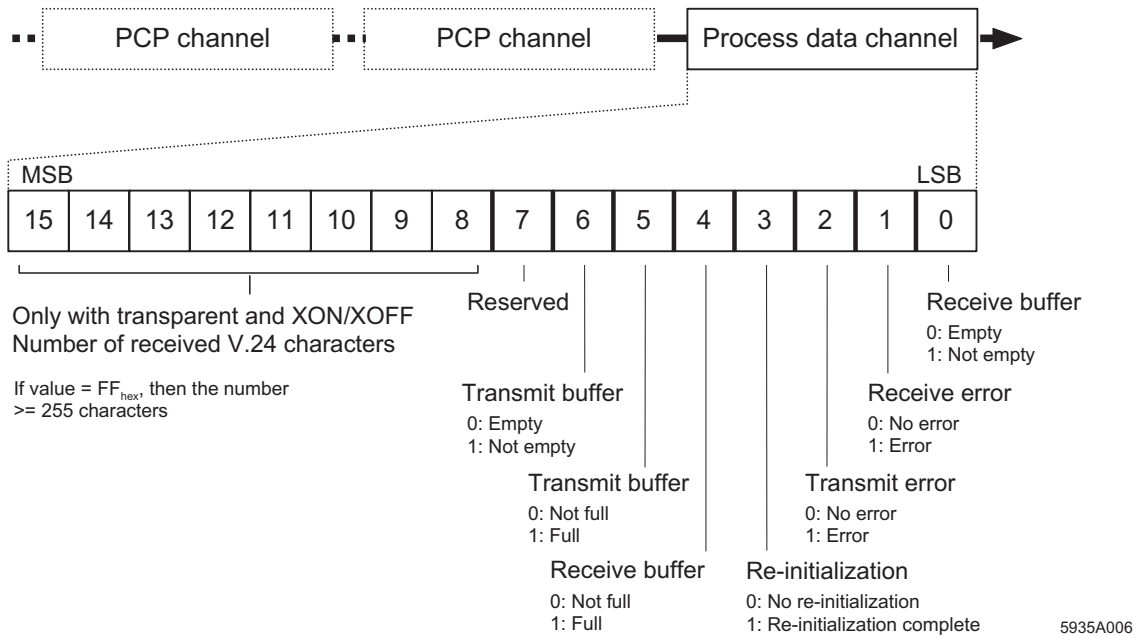 PCP channel
PCP channel
Process data channel
MSB
LSB
15 14 13 12 11 10 9 8 7 6 5 4 3 2 1 0
Only with transparent and XON/XOFF
Number of received V.24 characters
If value = FFhex, then the number
>= 255 characters
Reserved
Transmit buffer
0: Empty
1: Not empty
Transmit buffer
0: Not full
1: Full
Receive buffer
0: Not full
1: Full
Re-initialization
0: No re-initialization
1: Re-initialization complete
Transmit error
0: No error
1: Error
Receive error
0: No error
1: Error
Receive buffer
0: Empty
1: Not empty
5935A006